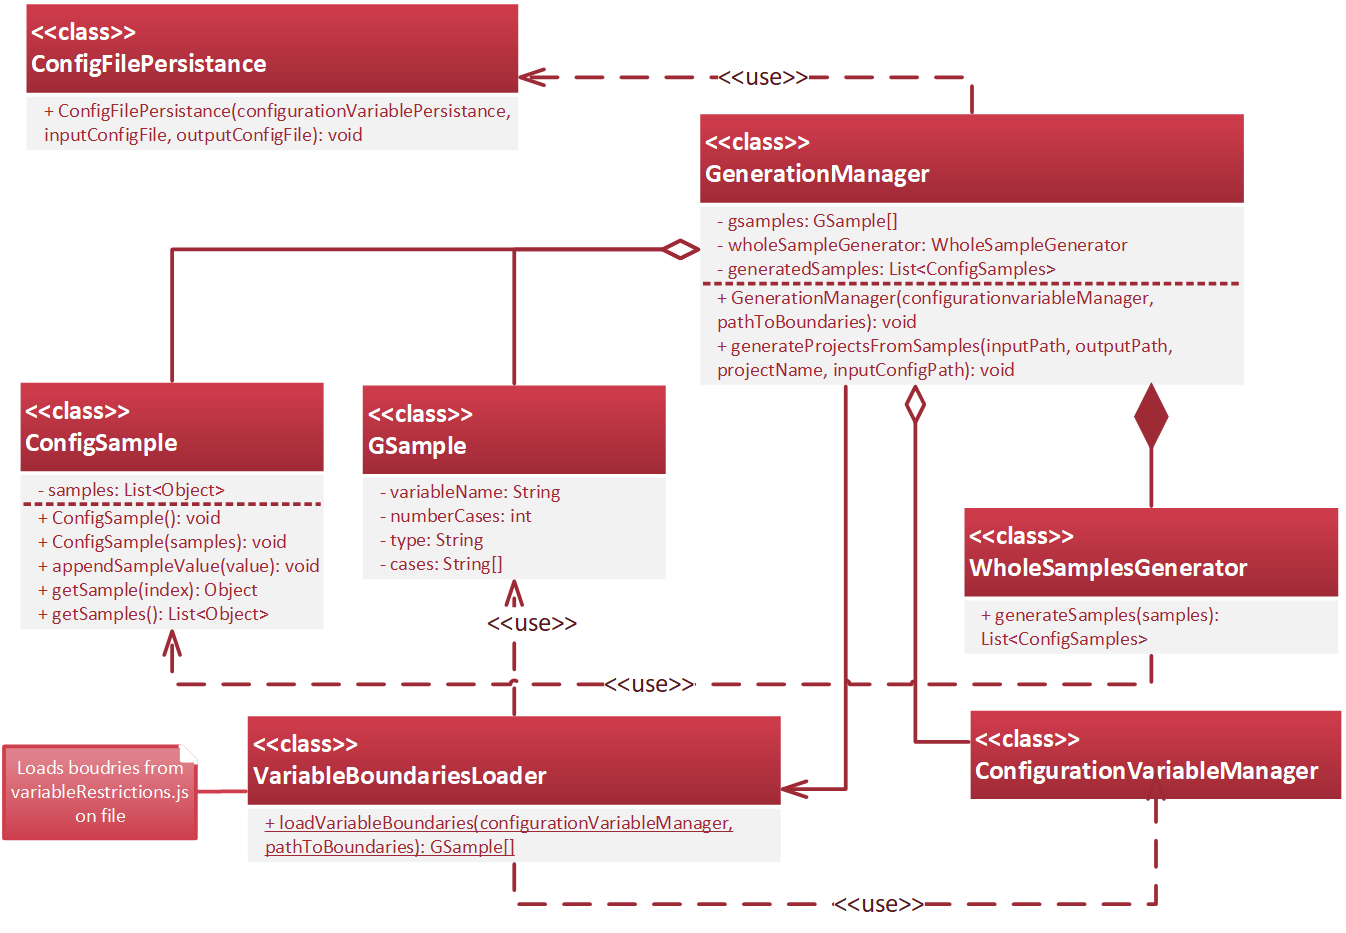 <<class>>
ConfigFilePersistance
+ ConfigFilePersistance(configurationVariablePersistance,
inputConfigFile, outputConfigFile): void
<<use>>
<<class>>
GenerationManager
- gsamples: GSample[]
- wholeSampleGenerator: WholeSampleGenerator
- generatedSamples: List<ConfigSamples>
+ GenerationManager(configurationvariableManager,
pathToBoundaries): void
+ generateProjectsFromSamples(inputPath, outputPath,
projectName, inputConfigPath): void
<<class>>
ConfigSample
- samples: List<Object>
+ ConfigSample(): void
+ ConfigSample(samples): void
+ appendSampleValue(value): void
+ getSample(index): Object
+ getSamples(): List<Object>
<<class>>
GSample
- variableName: String
- numberCases: int
- type: String
- cases: String[]
<<class>>
WholeSamplesGenerator
+ generateSamples(samples):
List<ConfigSamples>
<<use>>
<<use>>
<<class>>
VariableBoundariesLoader
+ loadVariableBoundaries(configurationVariableManager,
pathToBoundaries): GSample[]
Loads boudries from
variableRestrictions.js
on file
<<class>>
ConfigurationVariableManager
<<use>>